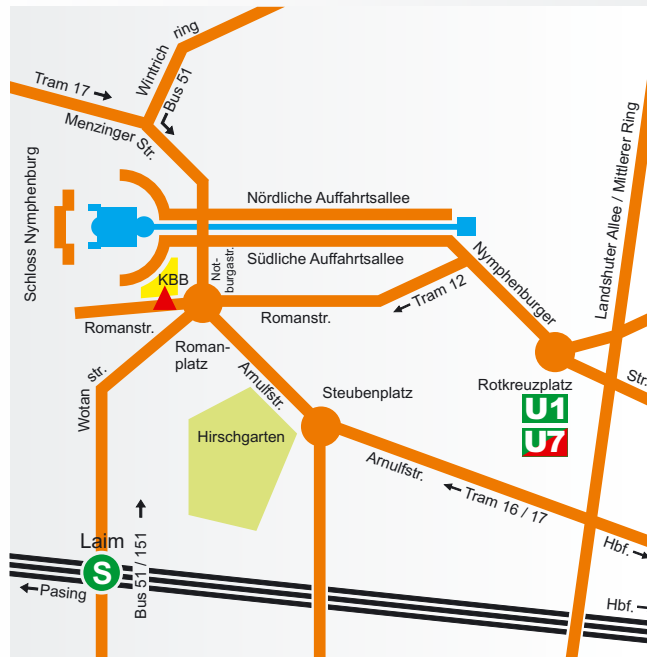 Wintrich
ring
Tram 17
Bus 51
Menzinger Str.
Landshuter Allee / Mittlerer Ring
Schloss Nymphenburg
Nördliche Auffahrtsallee
Südliche Auffahrtsallee
Not-
burgastr.
Nymphenburger
Str.
KBB
Tram 12
Romanstr.
Romanstr.
Roman-
platz
Wotan
str.
Arnulfstr.
Steubenplatz
Rotkreuzplatz
U1
U7
Hirschgarten
Arnulfstr.
Tram 16 / 17
Hbf.
Laim
S
Bus 51 / 151
Pasing
Hbf.